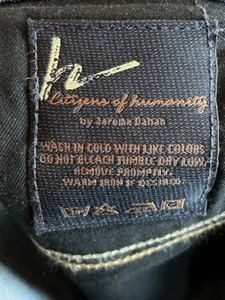 Citizens of humanity
by Jerome Dahan
WASH IN COLD WITH LIKE COLORS
DO NOT BLEACH TUMBLE DRY LOW.
REMOVE PROMPTLY.
WARM IRON IF DESIRED.